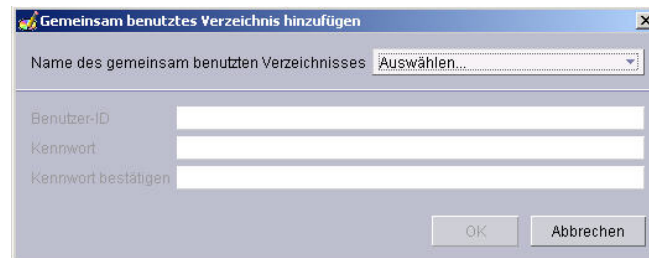 Gemeinsam benutztes Verzeichnis hinzufügen
Name des gemeinsam benutzten Verzeichnisses Auswählen...
Benutzer-ID
Kennwort
Kennwort bestätigen
OK Abbrechen